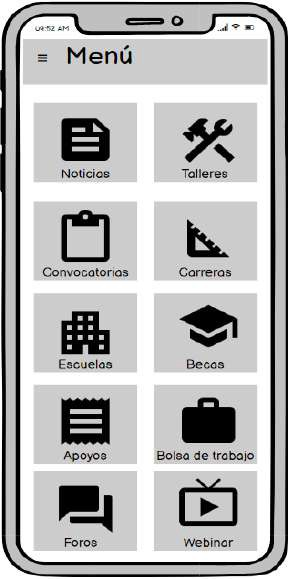 09:52 AM
Menú
Noticias Talleres
Convocatorias Carreras
Escuelas Becas
Apoyos Bolsa de trabajo
Foros Webinar